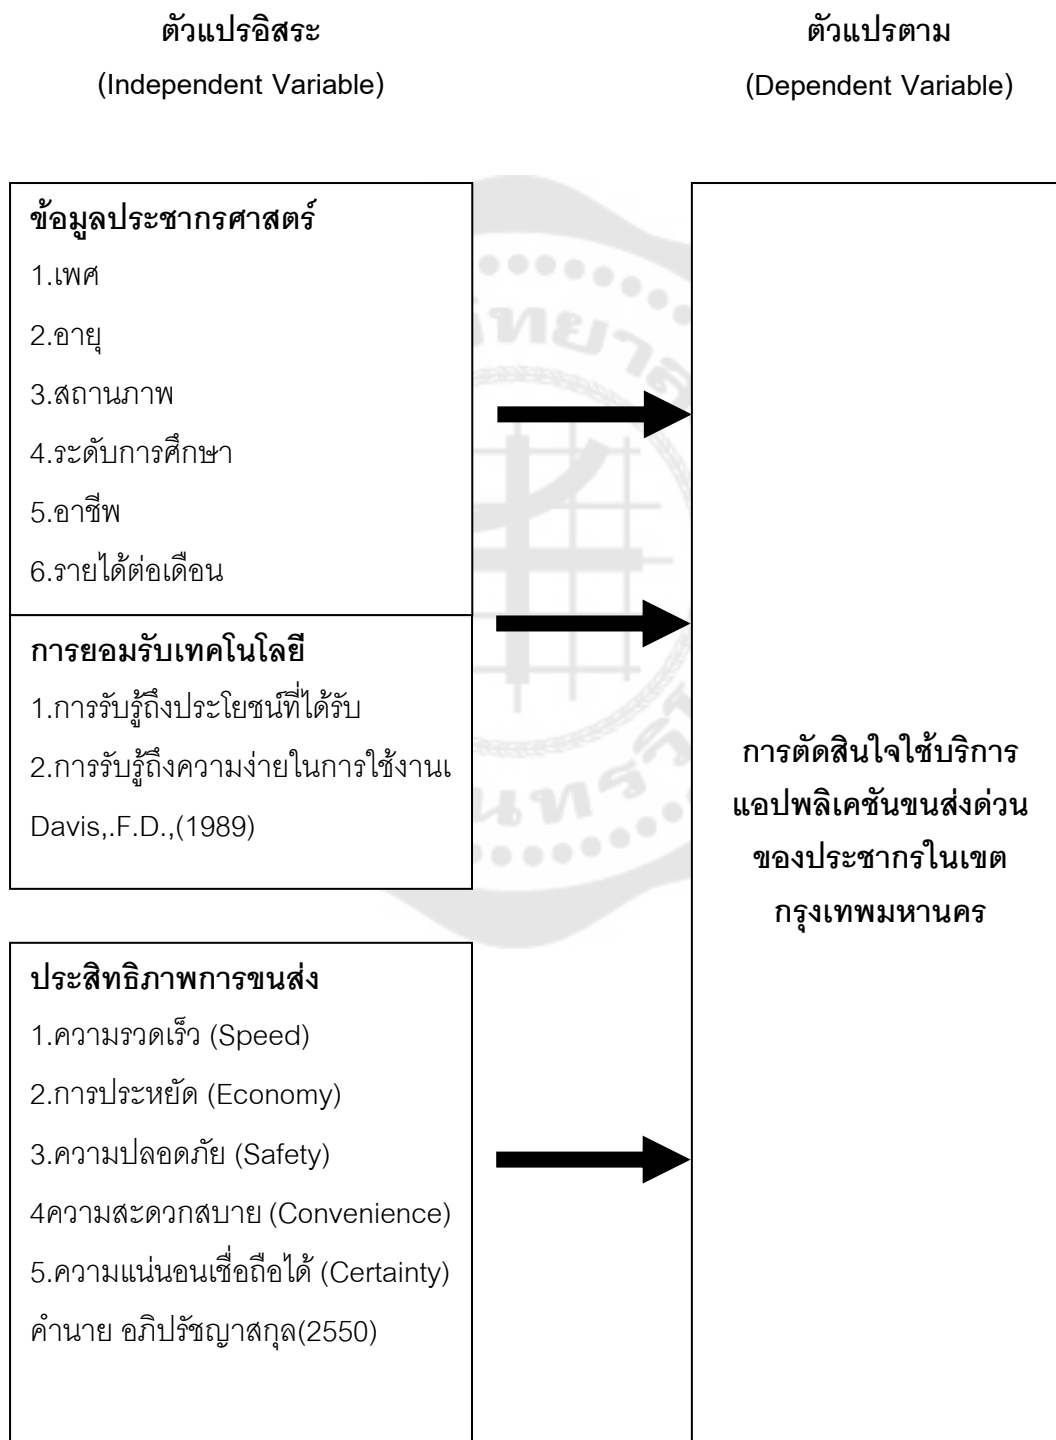 ตัวแปรอิสระ
(Independent Variable)
ตัวแปรตาม
(Dependent Variable)
ข้อมูลประชากรศาสตร์
1.เพศ
2.อายุ
3.สถานภาพ
4.ระดับการศึกษา
5.อาชีพ
6.รายได้ต่อเดือน
การยอมรับเทคโนโลยี
1.การรับรู้ถึงประโยชน์ที่ได้รับ
2.การรับรู้ถึงความง่ายในการใช้งานเ
Davis,.F.D.,(1989)
ประสิทธิภาพการขนส่ง
1.ความรวดเร็ว (Speed)
2.การประหยัด (Economy)
3.ความปลอดภัย (Safety)
4ความสะดวกสบาย (Convenience)
5.ความแน่นอนเชื่อถือได้ (Certainty)
คำนาย อภิปรัชญาสกุล(2550)
การตัดสินใจใช้บริการ
แอปพลิเคชันขนส่งด่วน
ของประชากรในเขต
กรุงเทพมหานคร